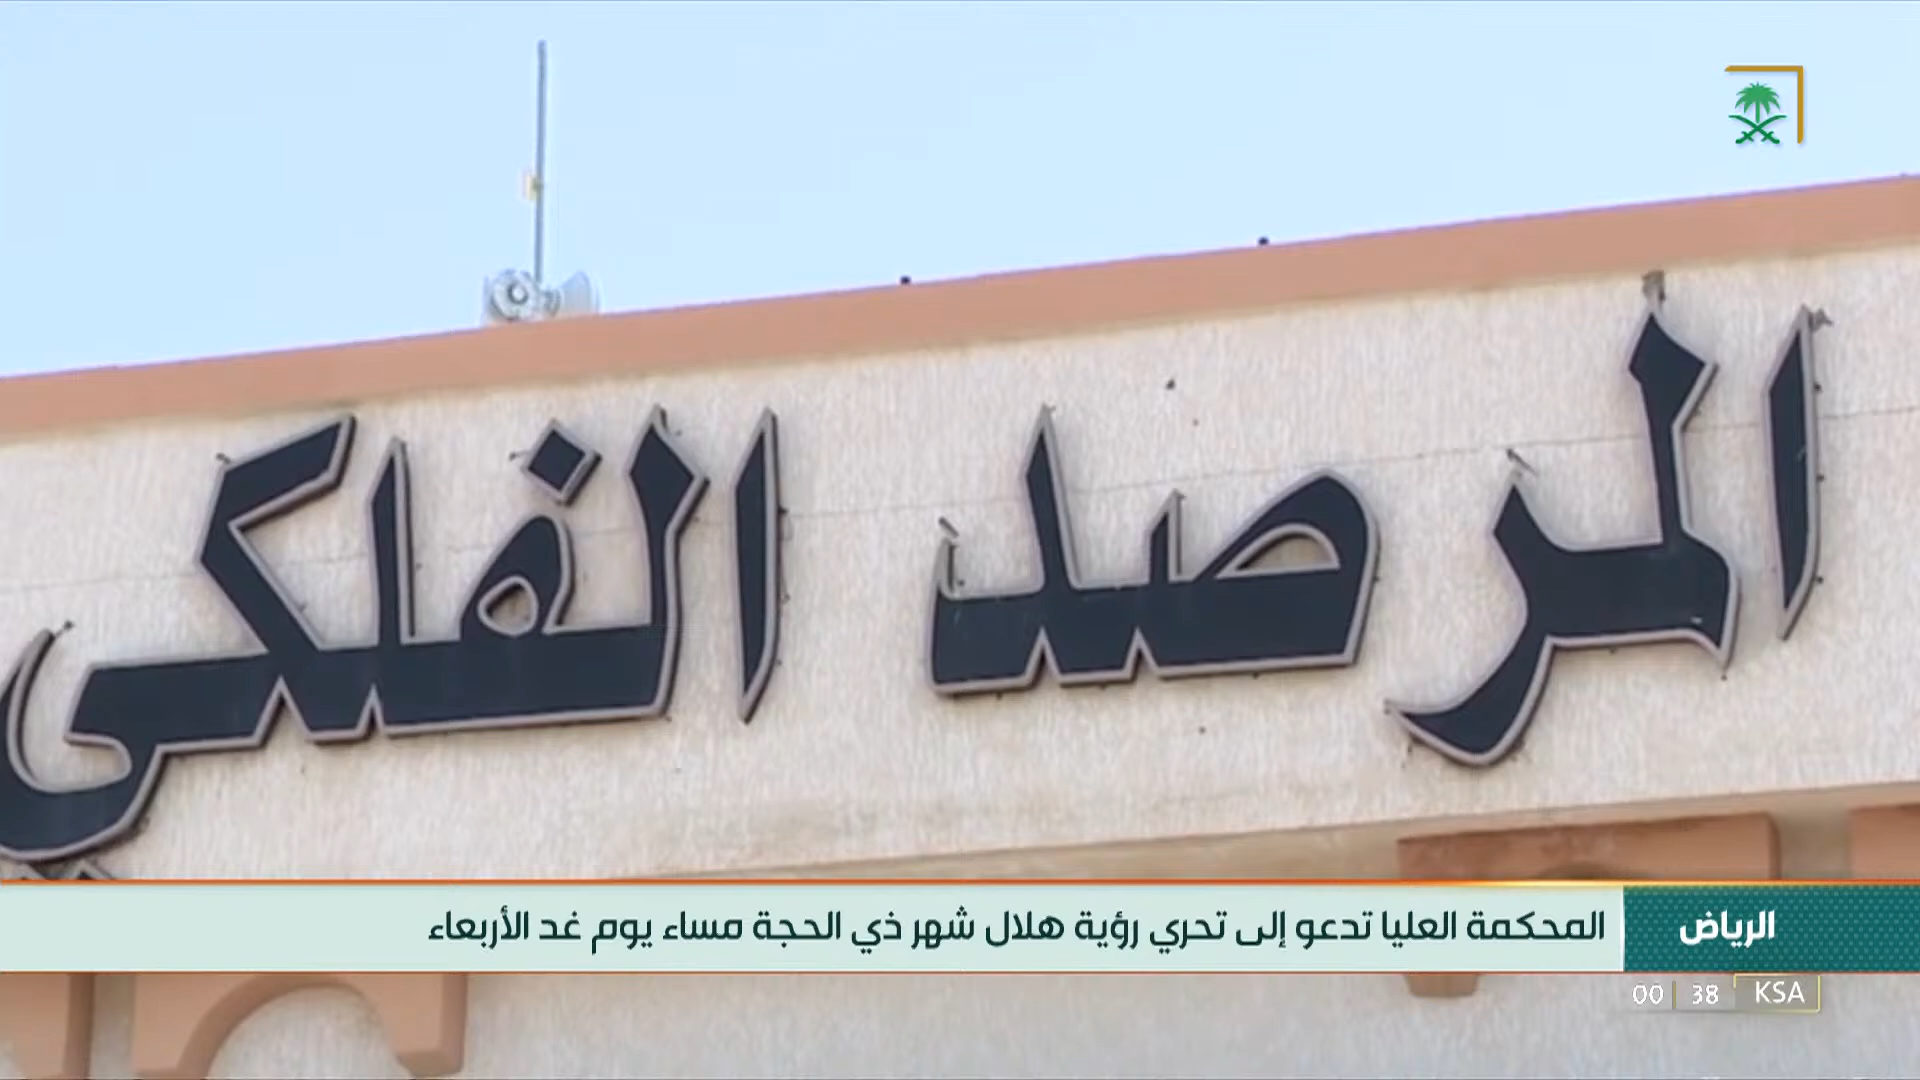 المرصد الفلكي
الرياض
المحكمة العليا تدعو إلى تحري رؤية هلال شهر ذي الحجة مساء يوم غد الأربعاء
00 | 38 KSA